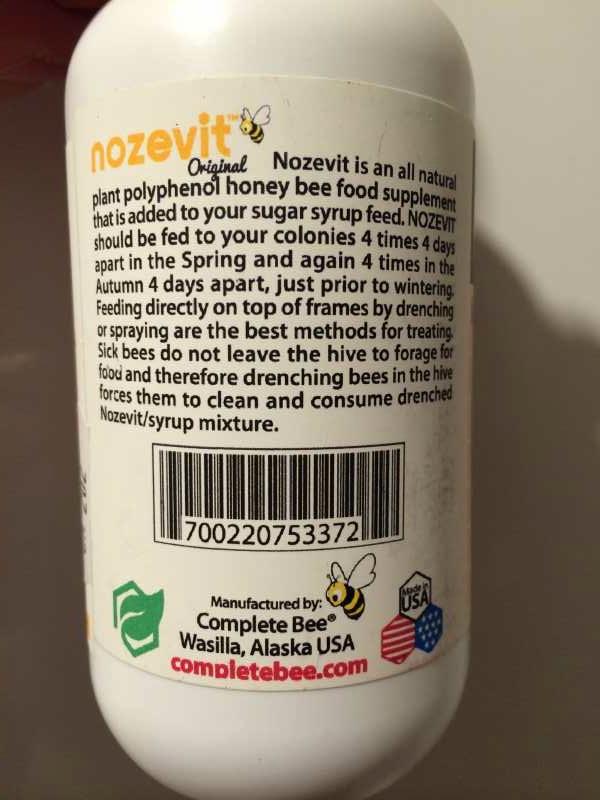 nozevit™
Original
Nozevit is an all natural
plant polyphenol honey bee food supplement
that is added to your sugar syrup feed. NOZEVIT
should be fed to your colonies 4 times 4 days
apart in the Spring and again 4 times in the
Autumn 4 days apart, just prior to wintering.
Feeding directly on top of frames by drenching
or spraying are the best methods for treating.
Sick bees do not leave the hive to forage for
food and therefore drenching bees in the hive
forces them to clean and consume drenched
Nozevit/syrup mixture.
700220753372
Manufactured by:
Complete Bee®
Wasilla, Alaska USA
completebee.com
Made in
USA